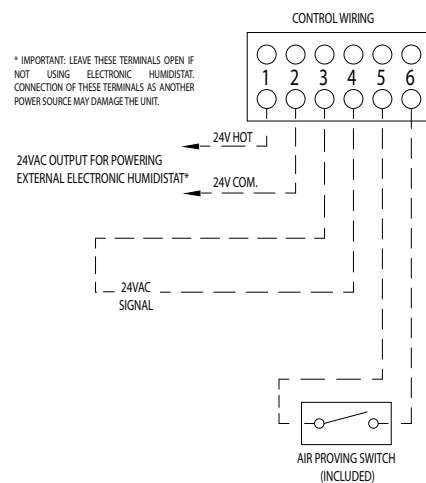 CONTROL WIRING
* IMPORTANT: LEAVE THESE TERMINALS OPEN IF
NOT USING ELECTRONIC HUMIDISTAT.
CONNECTION OF THESE TERMINALS AS ANOTHER
POWER SOURCE MAY DAMAGE THE UNIT.
1 2 3 4 5 6
24V HOT
24VAC OUTPUT FOR POWERING
EXTERNAL ELECTRONIC HUMIDISTAT*
24V COM.
24VAC
SIGNAL
AIR PROVING SWITCH
(INCLUDED)